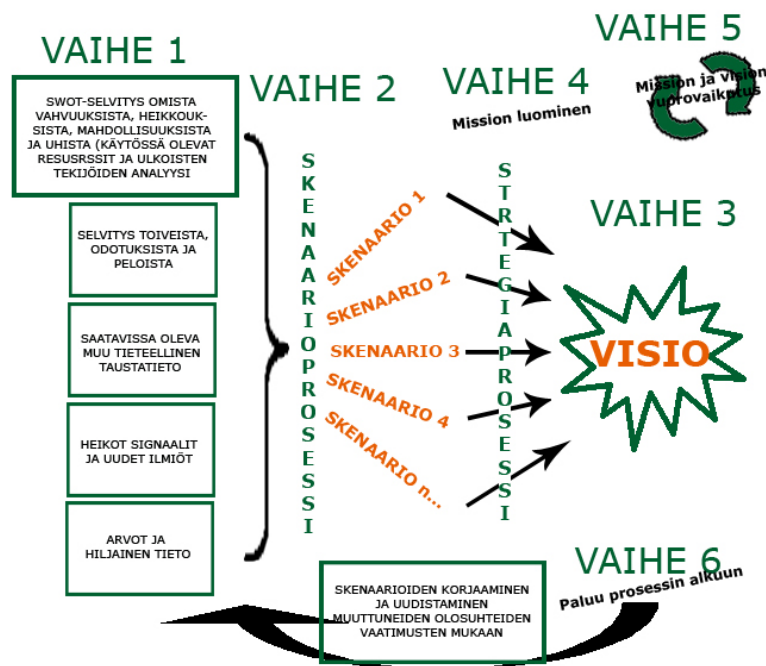 VAIHE 1
SWOT-SELVITYS OMISTA
VAHVUUKSISTA, HEIKKOUK-
SISTA, MAHDOLLISUUKSISTA
JA UHISTA (KÄYTÖSSÄ OLEVAT
RESUSRSSIT JA ULKOISTEN
TEKIJÖIDEN ANALYYSI
SELVITYS TOIVEISTA,
ODOTUKSISTA JA
PELOISTA
SAATAVISSA OLEVA
MUU TIETEELLINEN
TAUSTATIETO
HEIKOT SIGNAALIT
JA UUDET ILMIÖT
ARVOT JA
HILJAINEN TIETO
VAIHE 2
SKENAARIOPROSESSI
SKENAARIO 1
SKENAARIO 2
SKENAARIO 3
SKENAARIO 4
SKENAARIO n...
VAIHE 4
Mission luominen
STRTEGIAPROSESSI
VAIHE 5
Mission ja vision
vuorovaikutus
VAIHE 3
VISIO
VAIHE 6
Paluu prosessin alkuun
SKENAARIOIDEN KORJAAMINEN
JA UUDISTAMINEN
MUUTTUNEIDEN OLOSUHTEIDEN
VAATIMUSTEN MUKAAN